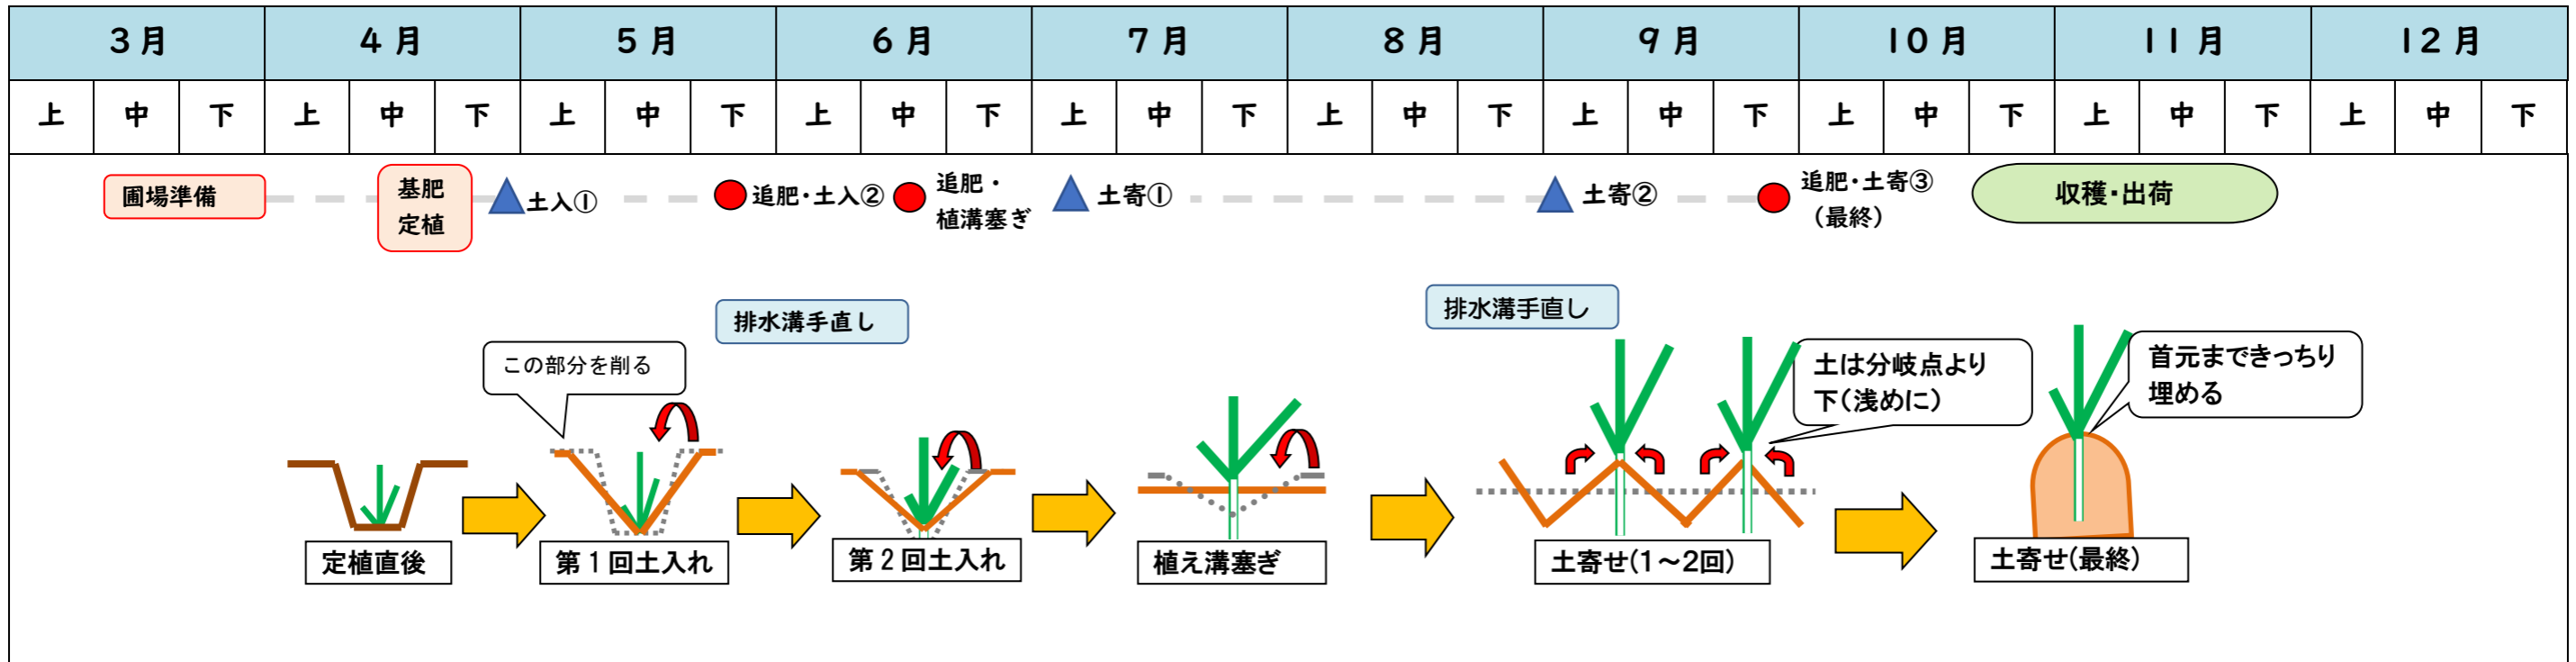 3月 4月 5月 6月 7月 8月 9月 10月 11月 12月
上 中 下 上 中 下 上 中 下 上 中 下 上 中 下 上 中 下 上 中 下 上 中 下 上 中 下 上 中 下
圃場準備
基肥
定植
土入①
追肥・土入②
追肥・
植溝塞ぎ
土寄①
土寄②
追肥・土寄③
（最終）
収穫・出荷
排水溝手直し
排水溝手直し
この部分を削る
土は分岐点より
下（浅めに）
首元まできっちり
埋める
定植直後
第1回土入れ
第2回土入れ
植え溝塞ぎ
土寄せ(1～2回)
土寄せ(最終)